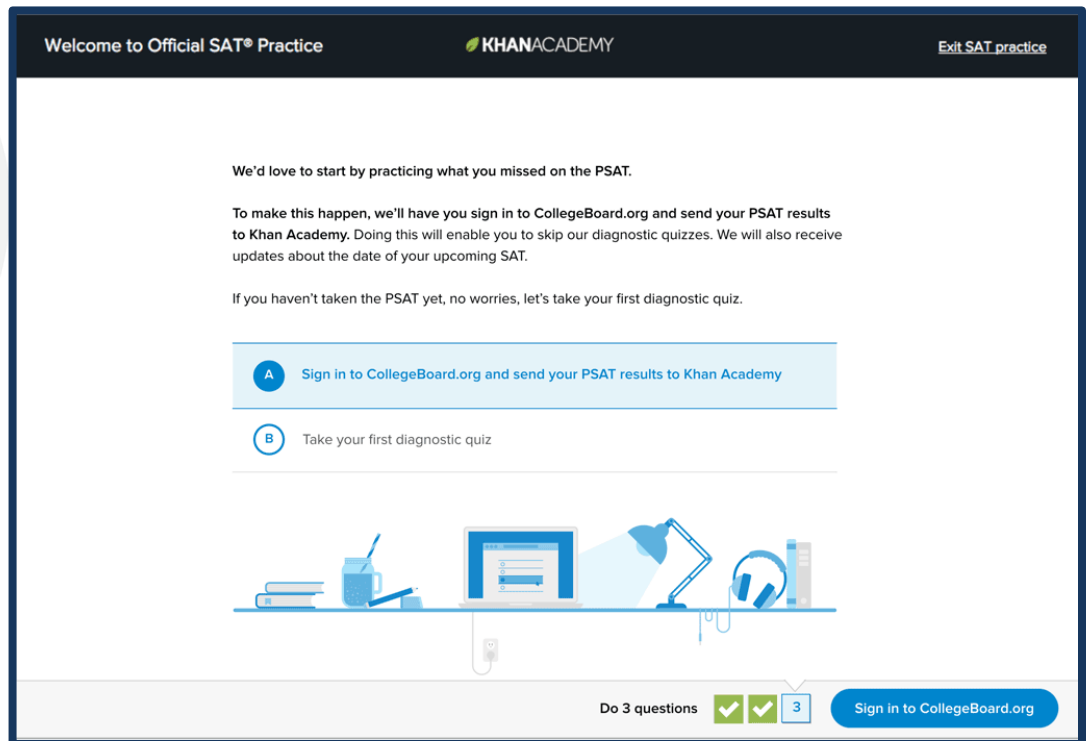 Welcome to Official SAT® Practice
KHANACADEMY
Exit SAT practice
We'd love to start by practicing what you missed on the PSAT.
To make this happen, we'll have you sign in to CollegeBoard.org and send your PSAT results
to Khan Academy. Doing this will enable you to skip our diagnostic quizzes. We will also receive
updates about the date of your upcoming SAT.
If you haven't taken the PSAT yet, no worries, let's take your first diagnostic quiz.
A Sign in to CollegeBoard.org and send your PSAT results to Khan Academy
B Take your first diagnostic quiz
Do 3 questions 3 Sign in to CollegeBoard.org